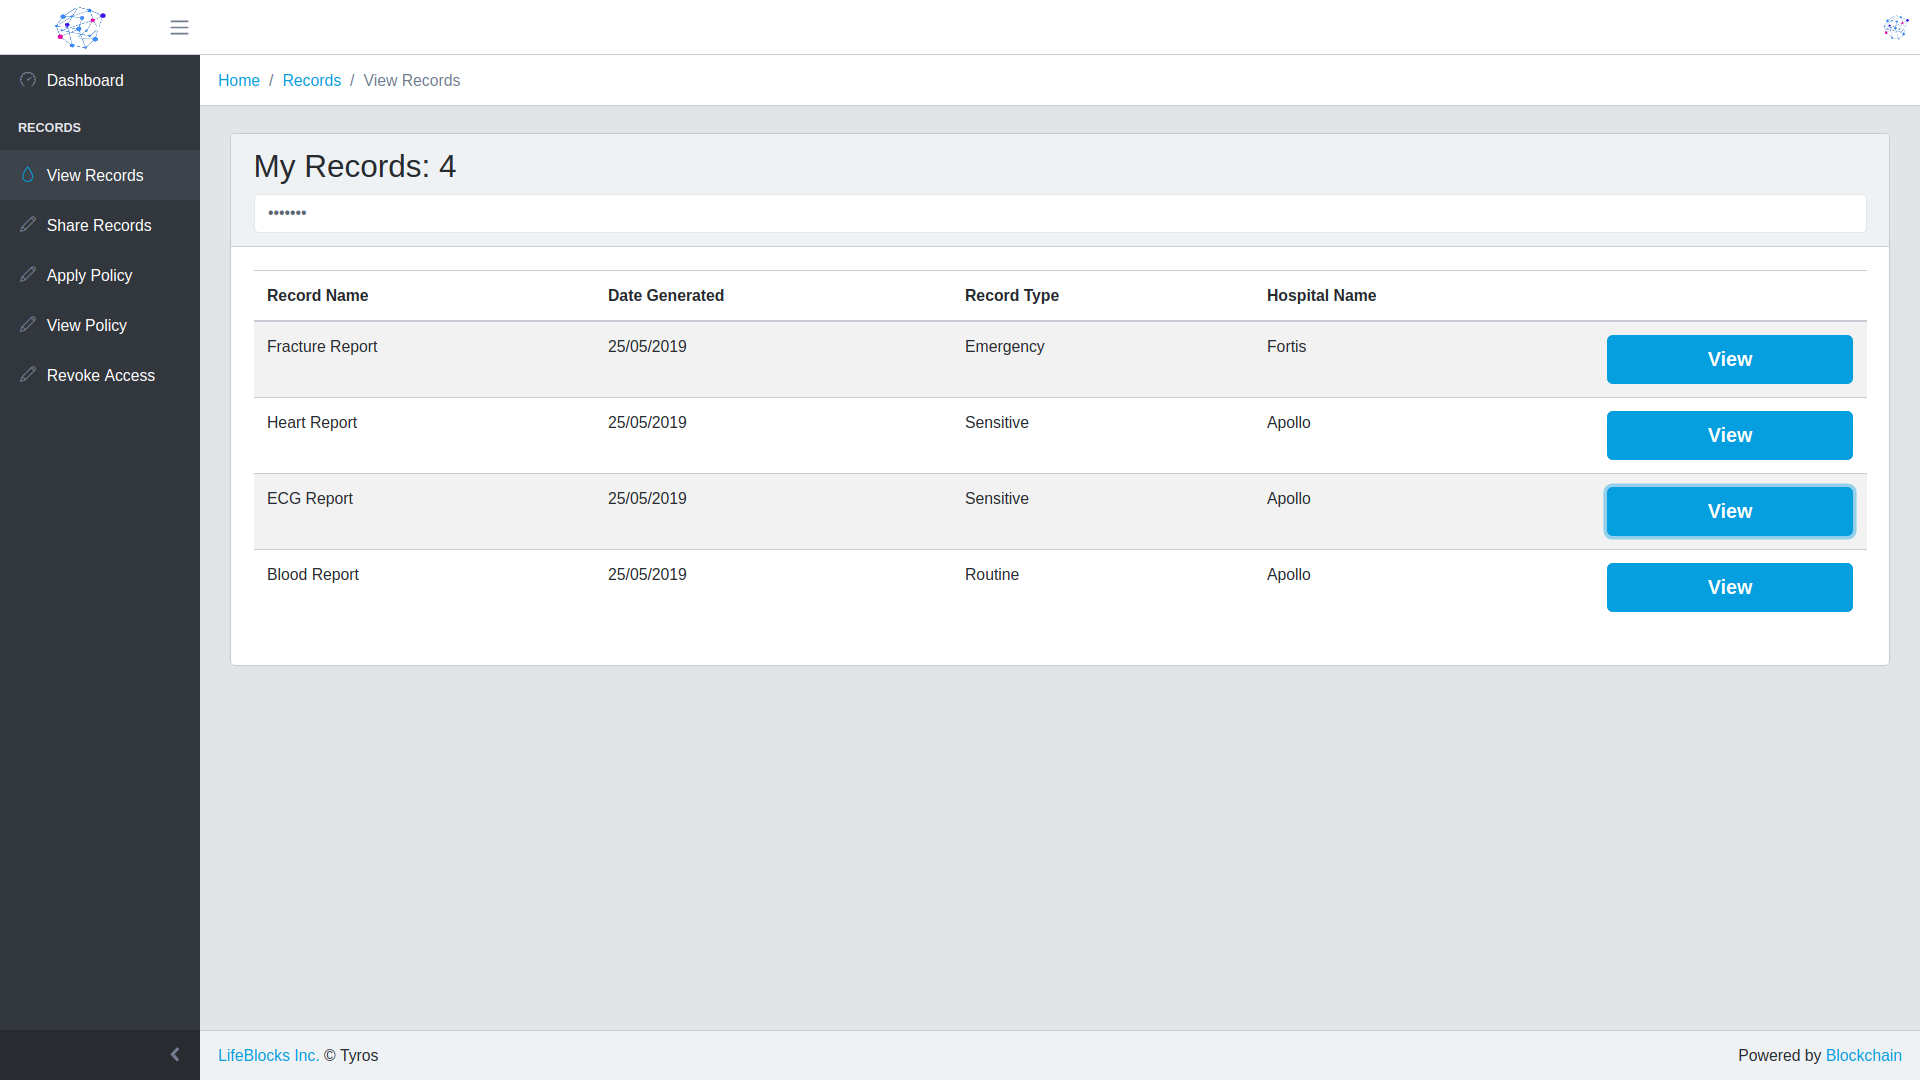 Dashboard
Home / Records / View Records
RECORDS
View Records
Share Records
Apply Policy
View Policy
Revoke Access
My Records: 4
•••••••
Record Name Date Generated Record Type Hospital Name
Fracture Report 25/05/2019 Emergency Fortis View
Heart Report 25/05/2019 Sensitive Apollo View
ECG Report 25/05/2019 Sensitive Apollo View
Blood Report 25/05/2019 Routine Apollo View
LifeBlocks Inc. © Tyros
Powered by Blockchain